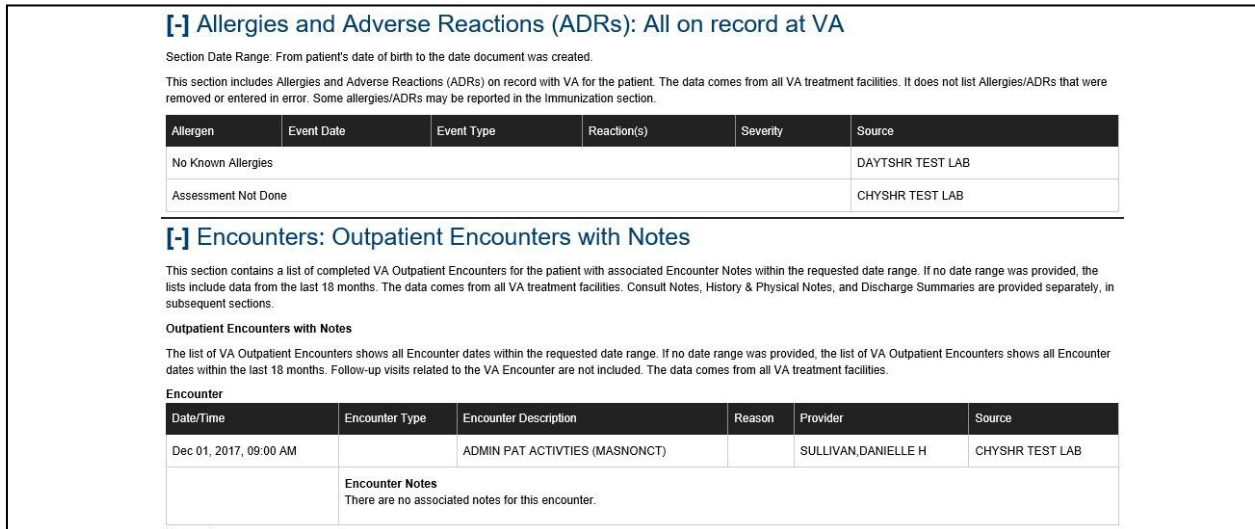 [-] Allergies and Adverse Reactions (ADRs): All on record at VA
Section Date Range: From patient's date of birth to the date document was created.
This section includes Allergies and Adverse Reactions (ADRs) on record with VA for the patient. The data comes from all VA treatment facilities. It does not list Allergies/ADRs that were
removed or entered in error. Some allergies/ADRs may be reported in the Immunization section.
Allergen Event Date Event Type Reaction(s) Severity Source
No Known Allergies DAYTSHR TEST LAB
Assessment Not Done CHYSHR TEST LAB
[-] Encounters: Outpatient Encounters with Notes
This section contains a list of completed VA Outpatient Encounters for the patient with associated Encounter Notes within the requested date range. If no date range was provided, the
lists include data from the last 18 months. The data comes from all VA treatment facilities. Consult Notes, History & Physical Notes, and Discharge Summaries are provided separately, in
subsequent sections.
Outpatient Encounters with Notes
The list of VA Outpatient Encounters shows all Encounter dates within the requested date range. If no date range was provided, the list of VA Outpatient Encounters shows all Encounter
dates within the last 18 months. Follow-up visits related to the VA Encounter are not included. The data comes from all VA treatment facilities.
Encounter
Date/Time Encounter Type Encounter Description Reason Provider Source
Dec 01, 2017, 09:00 AM ADMIN PAT ACTIVTIES (MASNONCT) SULLIVAN,DANIELLE H CHYSHR TEST LAB
Encounter Notes
There are no associated notes for this encounter.